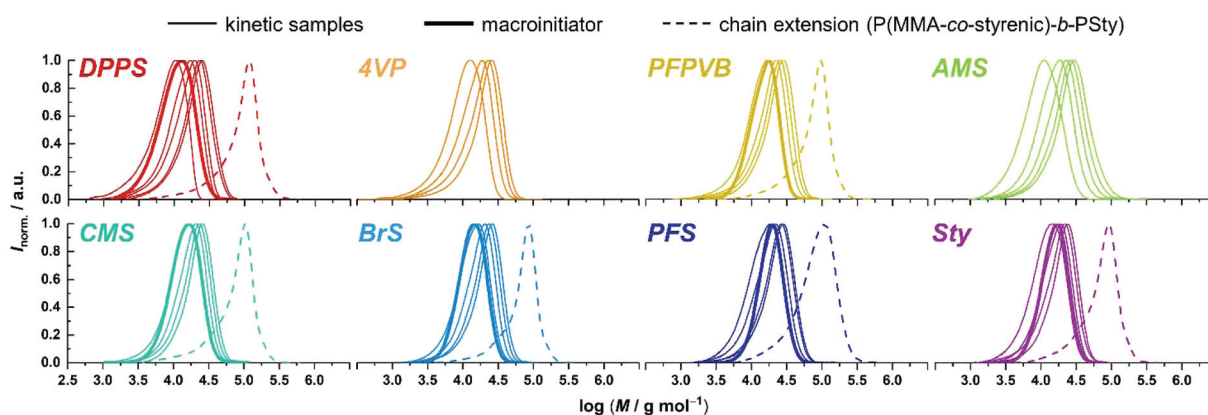 kinetic samples macroinitiator chain extension (P(MMA-co-styrenic)-b-PSty)
DPPS 4VP PFPVB AMS
1.0
0.8
0.6
0.4
0.2
0.0
CMS BrS PFS Sty
1.0
0.8
0.6
0.4
0.2
0.0
I norm. / a.u.
2.5 3.0 3.5 4.0 4.5 5.0 5.5 6.0 3.0 3.5 4.0 4.5 5.0 5.5 6.0 3.0 3.5 4.0 4.5 5.0 5.5 6.0 3.0 3.5 4.0 4.5 5.0 5.5 6.0
log (M / g mol⁻¹)